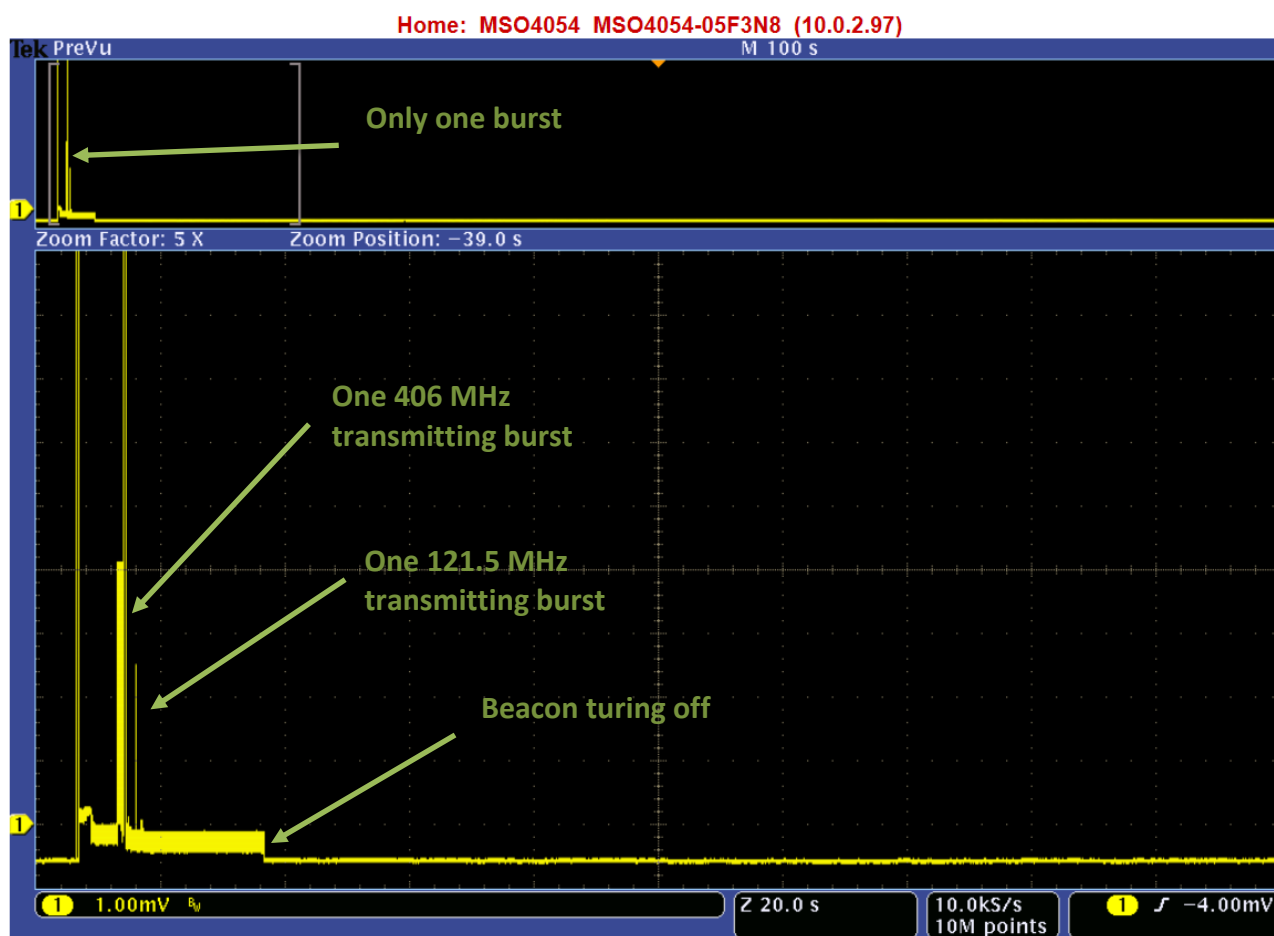 Home: MSO4054 MSO4054-05F3N8 (10.0.2.97)
Tek PreVu M 100 s
Only one burst
1
Zoom Factor: 5 X Zoom Position: −39.0 s
One 406 MHz
transmitting burst
One 121.5 MHz
transmitting burst
Beacon turing off
1
1 1.00mV BW Z 20.0 s 10.0kS/s 1 −4.00mV
10M points